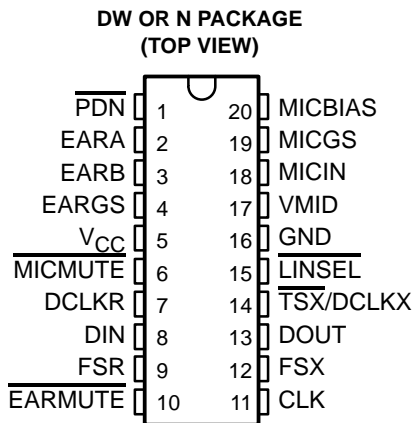 DW OR N PACKAGE
(TOP VIEW)
PDN 1 20 MICBIAS
EARA 2 19 MICGS
EARB 3 18 MICIN
EARGS 4 17 VMID
VCC 5 16 GND
MICMUTE 6 15 LINSEL
DCLKR 7 14 TSX/DCLKX
DIN 8 13 DOUT
FSR 9 12 FSX
EARMUTE 10 11 CLK